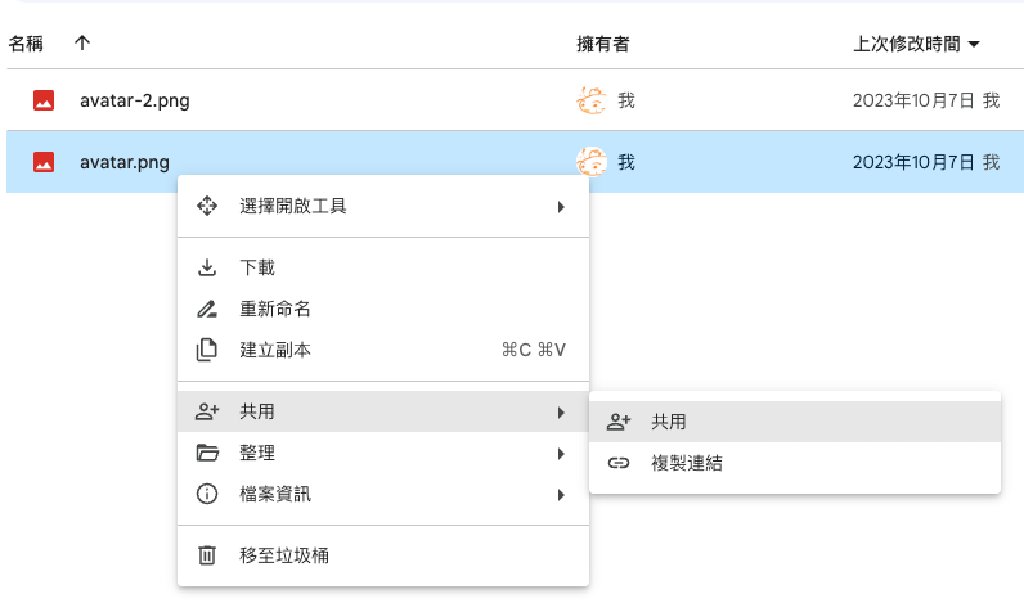 名稱 ↑ 擁有者 上次修改時間
avatar-2.png 我 2023年10月7日 我
avatar.png 我 2023年10月7日 我
選擇開啟工具
下載
重新命名
建立副本 ⌘C ⌘V
共用
整理
檔案資訊
移至垃圾桶
共用
複製連結